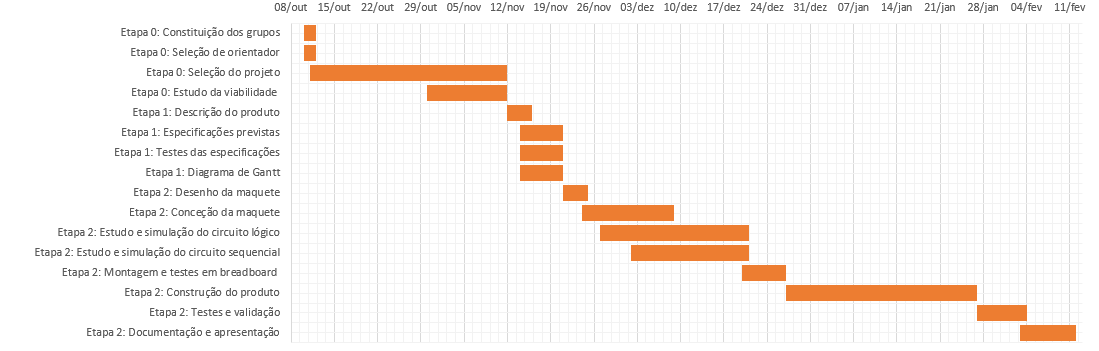 08/out 15/out 22/out 29/out 05/nov 12/nov 19/nov 26/nov 03/dez 10/dez 17/dez 24/dez 31/dez 07/jan 14/jan 21/jan 28/jan 04/fev 11/fev
Etapa 0: Constituição dos grupos
Etapa 0: Seleção de orientador
Etapa 0: Seleção do projeto
Etapa 0: Estudo da viabilidade
Etapa 1: Descrição do produto
Etapa 1: Especificações previstas
Etapa 1: Testes das especificações
Etapa 1: Diagrama de Gantt
Etapa 2: Desenho da maquete
Etapa 2: Conceção da maquete
Etapa 2: Estudo e simulação do circuito lógico
Etapa 2: Estudo e simulação do circuito sequencial
Etapa 2: Montagem e testes em breadboard
Etapa 2: Construção do produto
Etapa 2: Testes e validação
Etapa 2: Documentação e apresentação